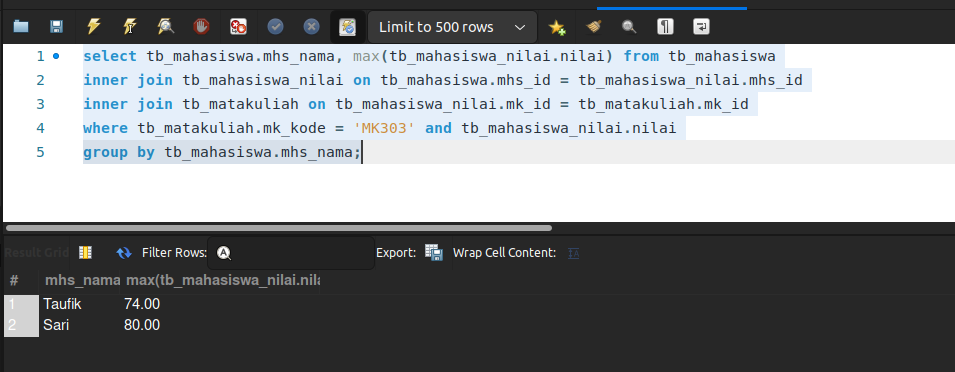 Limit to 500 rows
1 select tb_mahasiswa.mhs_nama, max(tb_mahasiswa_nilai.nilai) from tb_mahasiswa
2 inner join tb_mahasiswa_nilai on tb_mahasiswa.mhs_id = tb_mahasiswa_nilai.mhs_id
3 inner join tb_matakuliah on tb_mahasiswa_nilai.mk_id = tb_matakuliah.mk_id
4 where tb_matakuliah.mk_kode = 'MK303' and tb_mahasiswa_nilai.nilai
5 group by tb_mahasiswa.mhs_nama;
Result Grid Filter Rows: Export: Wrap Cell Content:
# mhs_nama max(tb_mahasiswa_nilai.nila
1 Taufik 74.00
2 Sari 80.00